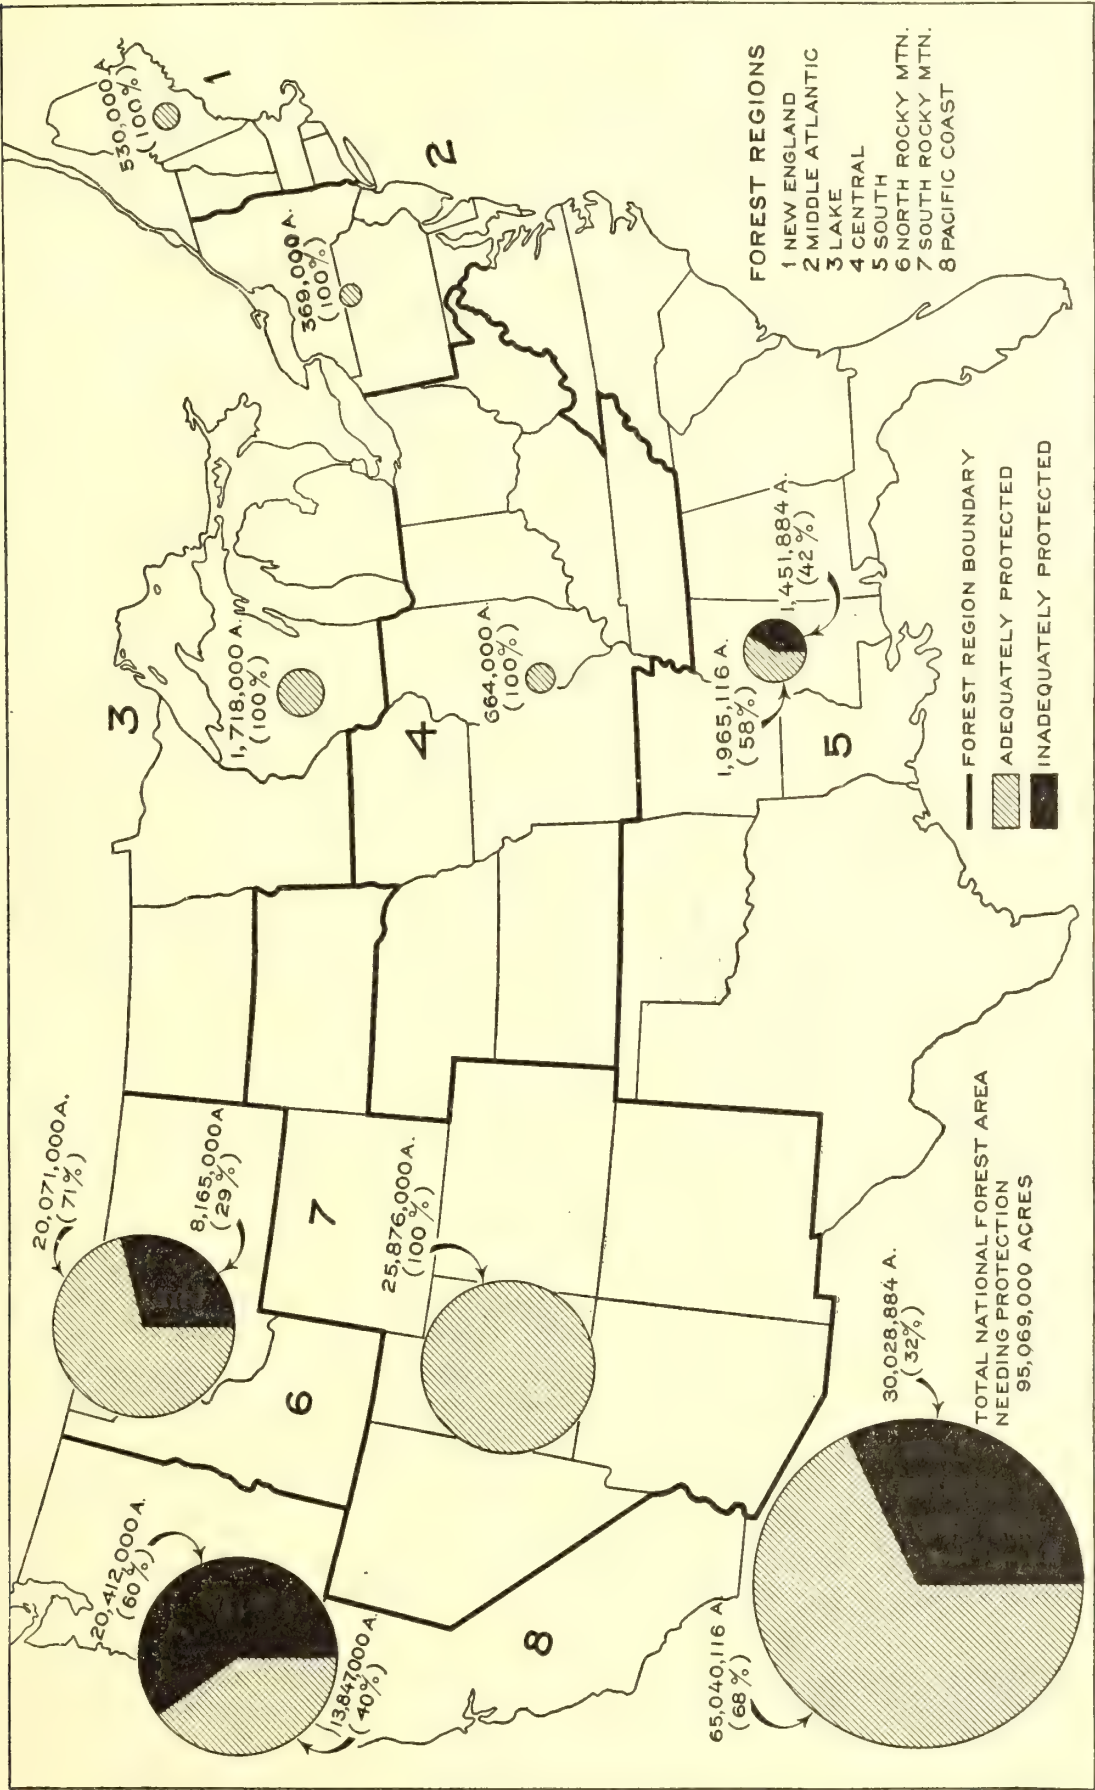 530,000 A.
(100%)
1
369,000 A.
(100%)
2
3
1,718,000 A.
(100%)
4
664,000 A.
(100%)
1,965,116 A.
(58%)
1,451,884 A.
(42%)
5
20,071,000 A.
(71%)
8,165,000 A
(29%)
7
25,876,000 A.
(100%)
6
20,412,000 A.
(60%)
13,847,000 A.
(40%)
8
65,040,116 A
(68%)
30,028,884 A.
(32%)
TOTAL NATIONAL FOREST AREA
NEEDING PROTECTION
95,069,000 ACRES
FOREST REGION BOUNDARY
ADEQUATELY PROTECTED
INADEQUATELY PROTECTED
FOREST REGIONS
1 NEW ENGLAND
2 MIDDLE ATLANTIC
3 LAKE
4 CENTRAL
5 SOUTH
6 NORTH ROCKY MTN.
7 SOUTH ROCKY MTN.
8 PACIFIC COAST